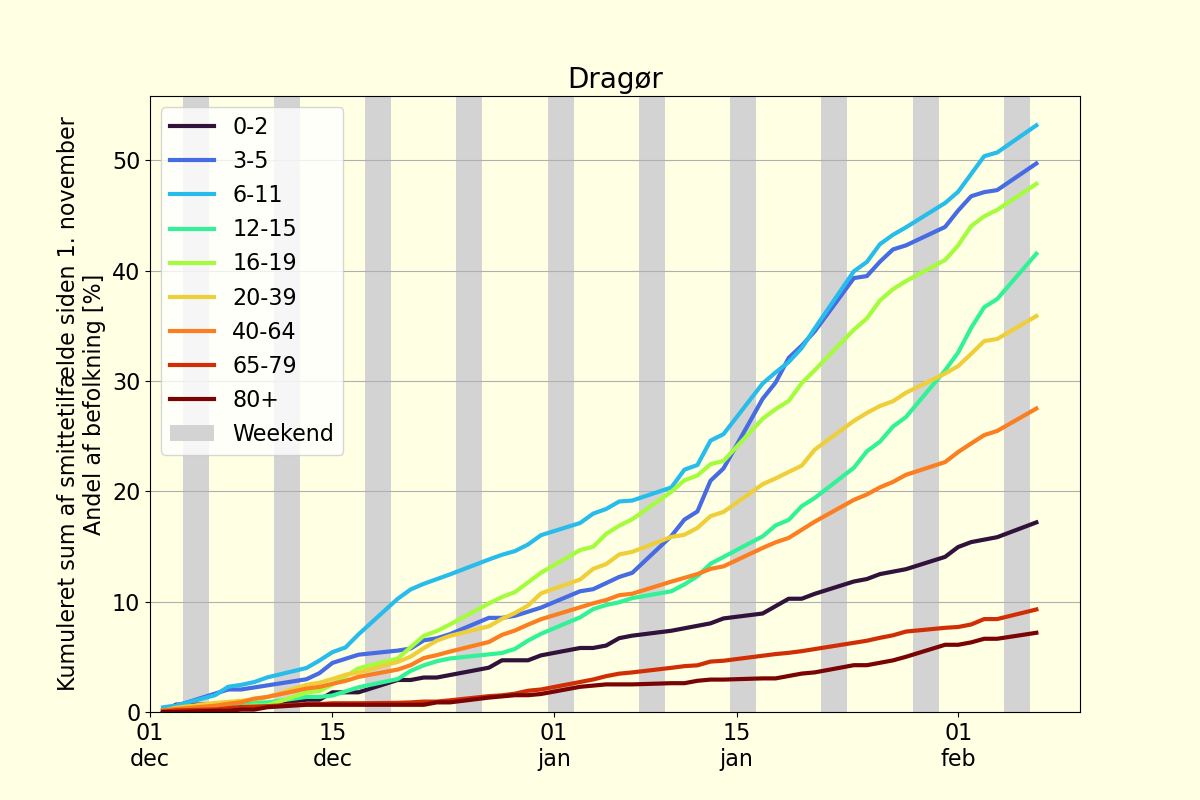 Dragør
Kumuleret sum af smittetilfælde siden 1. november
Andel af befolkning [%]
50
40
30
20
10
0
0-2
3-5
6-11
12-15
16-19
20-39
40-64
65-79
80+
Weekend
01 15 01 15 01
dec dec jan jan feb